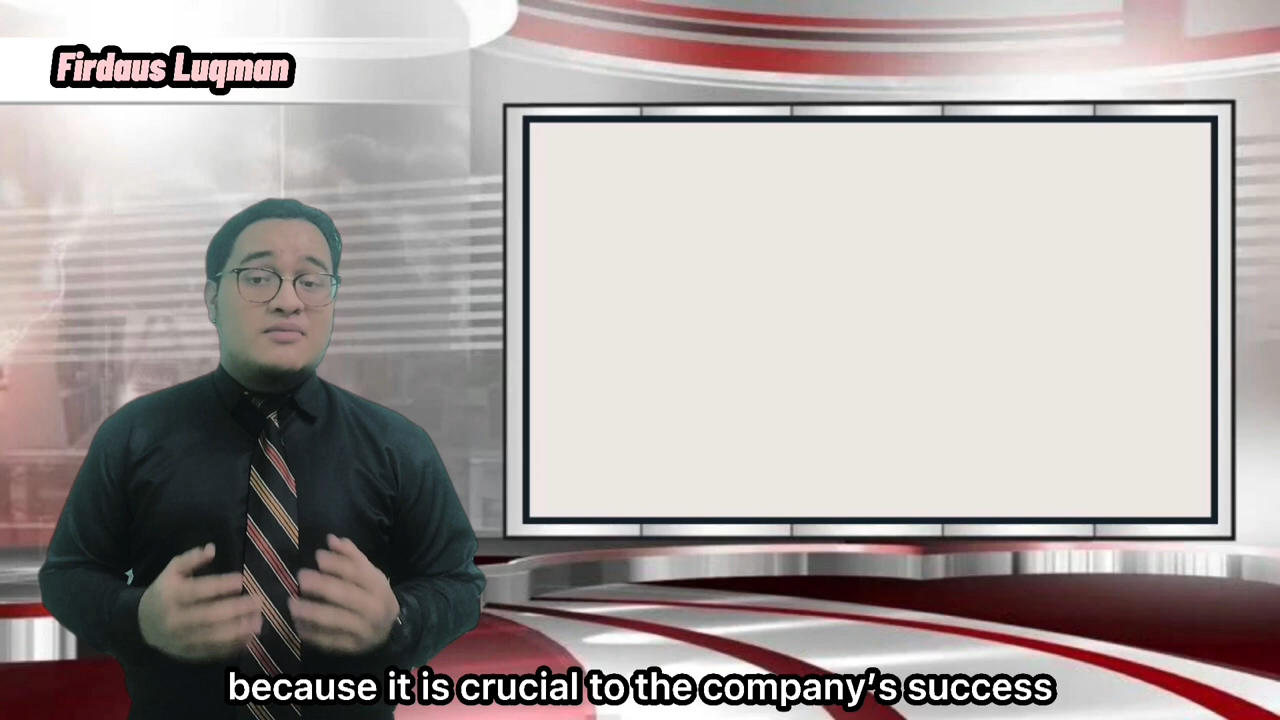 Firdaus Luqman
because it is crucial to the company's success